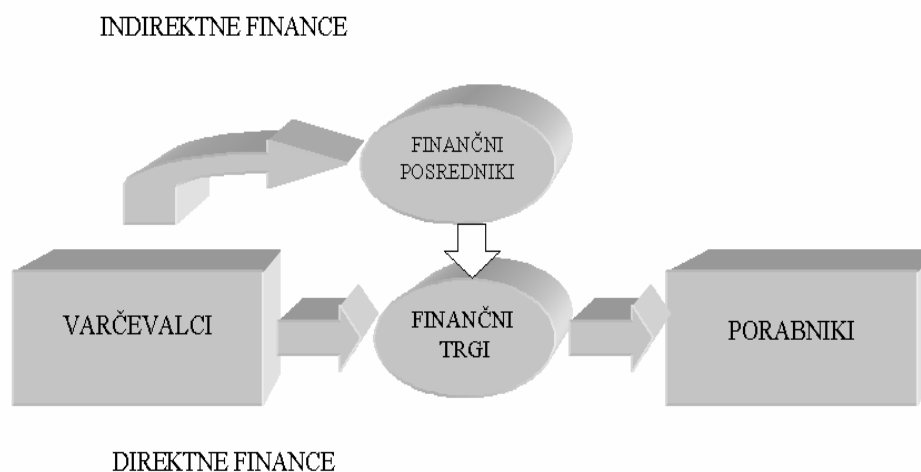 INDIREKTNE FINANCE
FINANČNI
POSREDNIKI
VARČEVALCI
FINANČNI
TRGI
PORABNIKI
DIREKTNE FINANCE